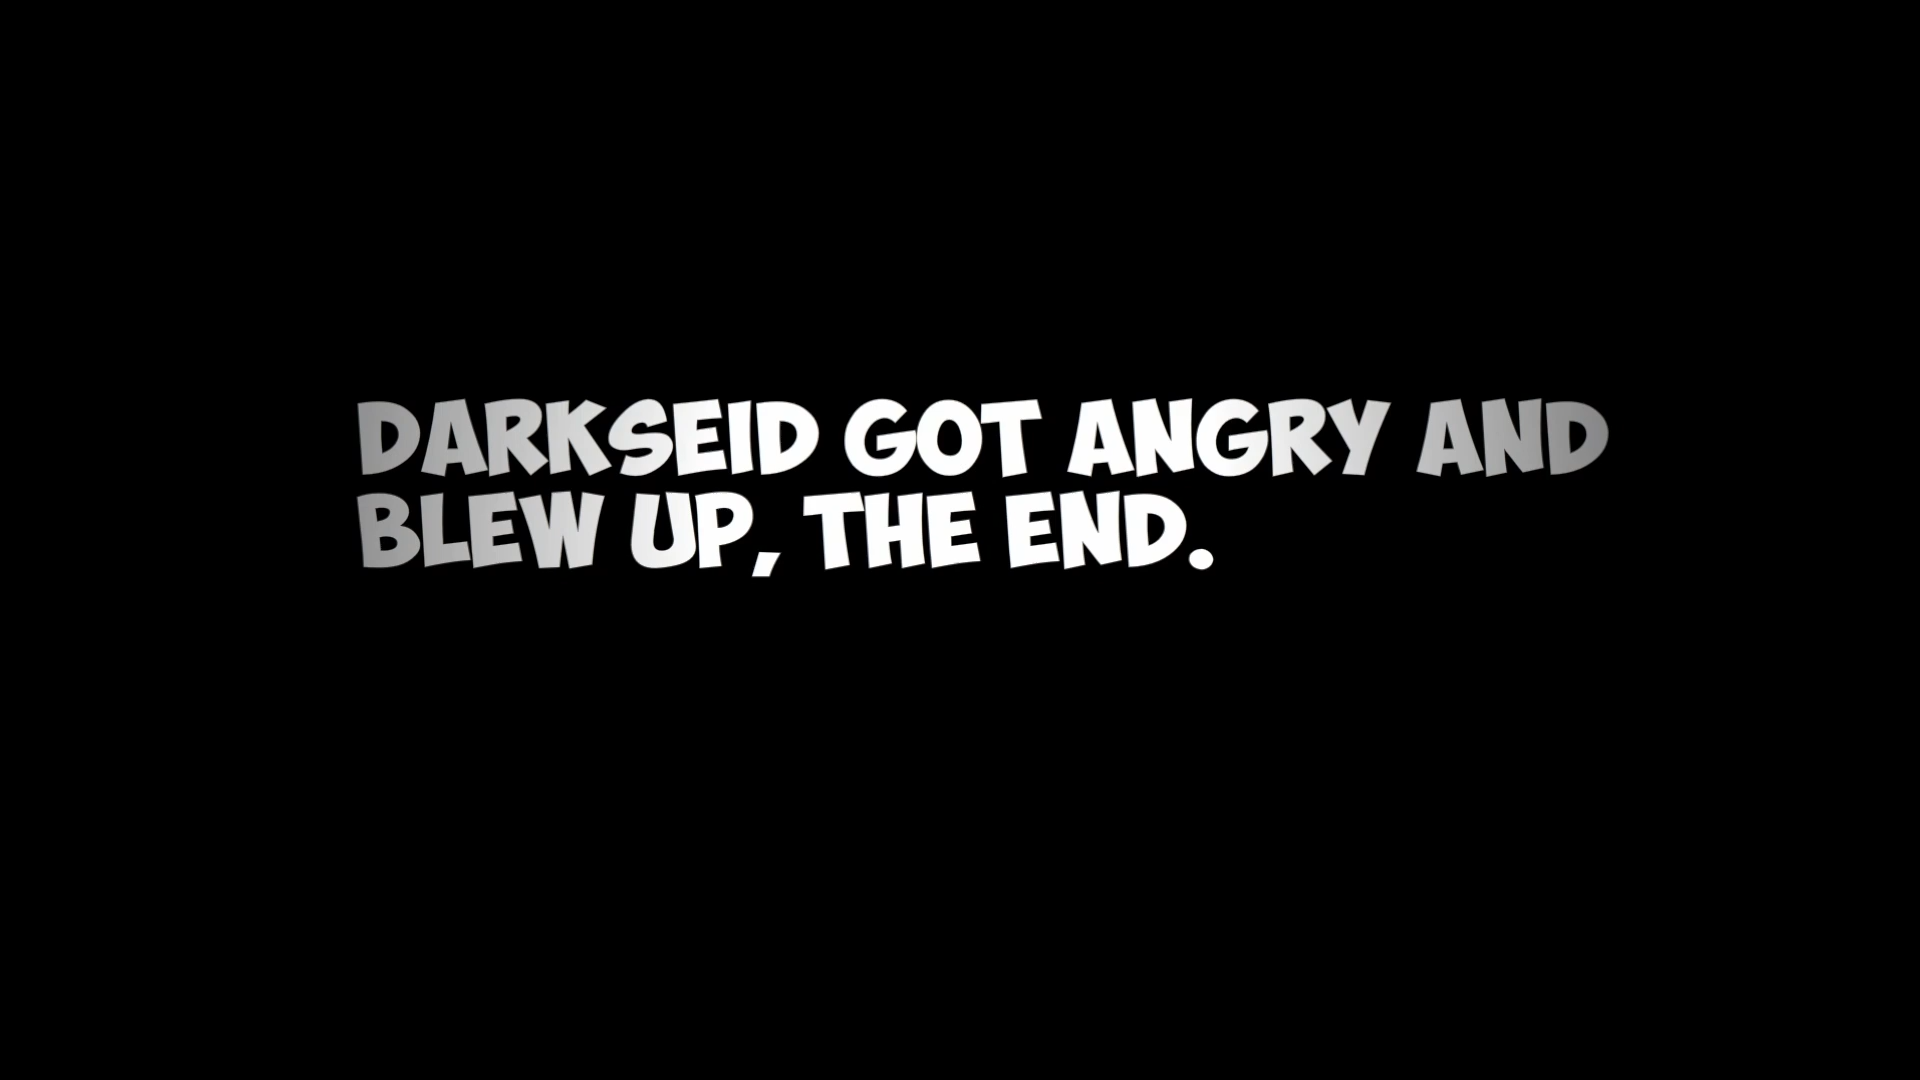 DARKSEID GOT ANGRY AND
BLEW UP, THE END.